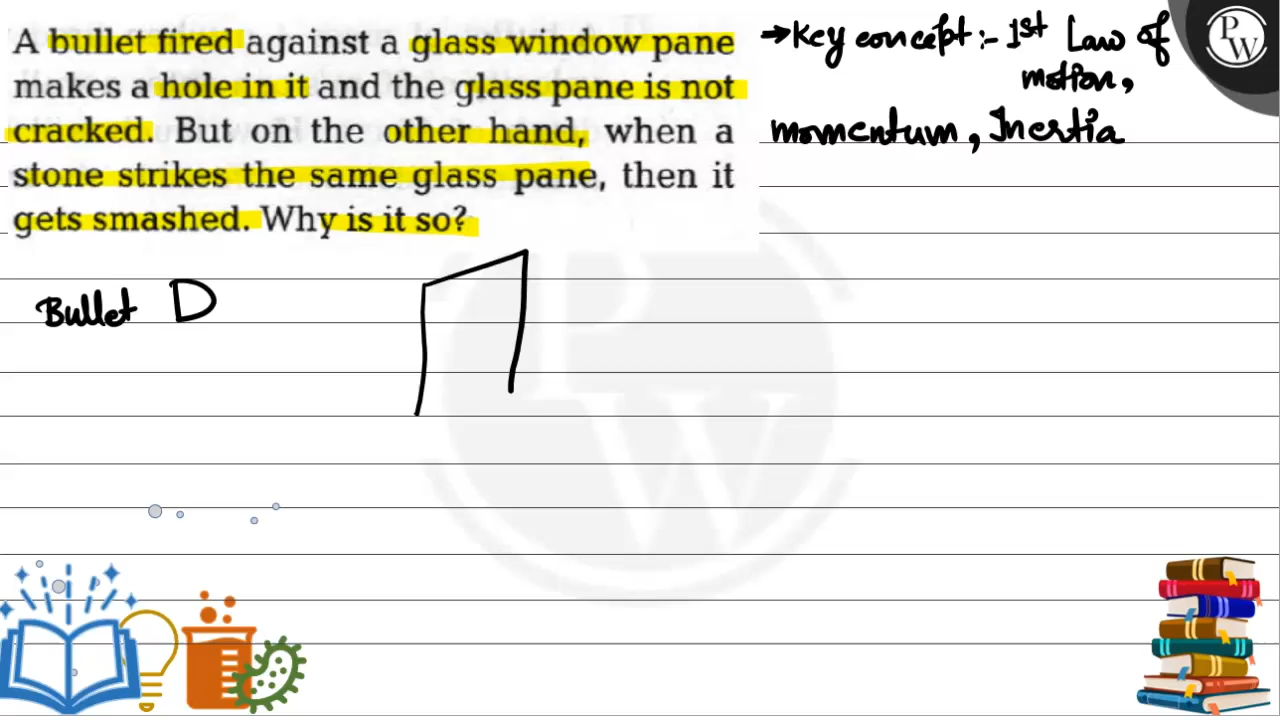 A bullet fired against a glass window pane
makes a hole in it and the glass pane is not
cracked. But on the other hand, when a
stone strikes the same glass pane, then it
gets smashed. Why is it so?
→ Key concept :- 1st Law of
motion,
momentum, Inertia
PW
Bullet
PW